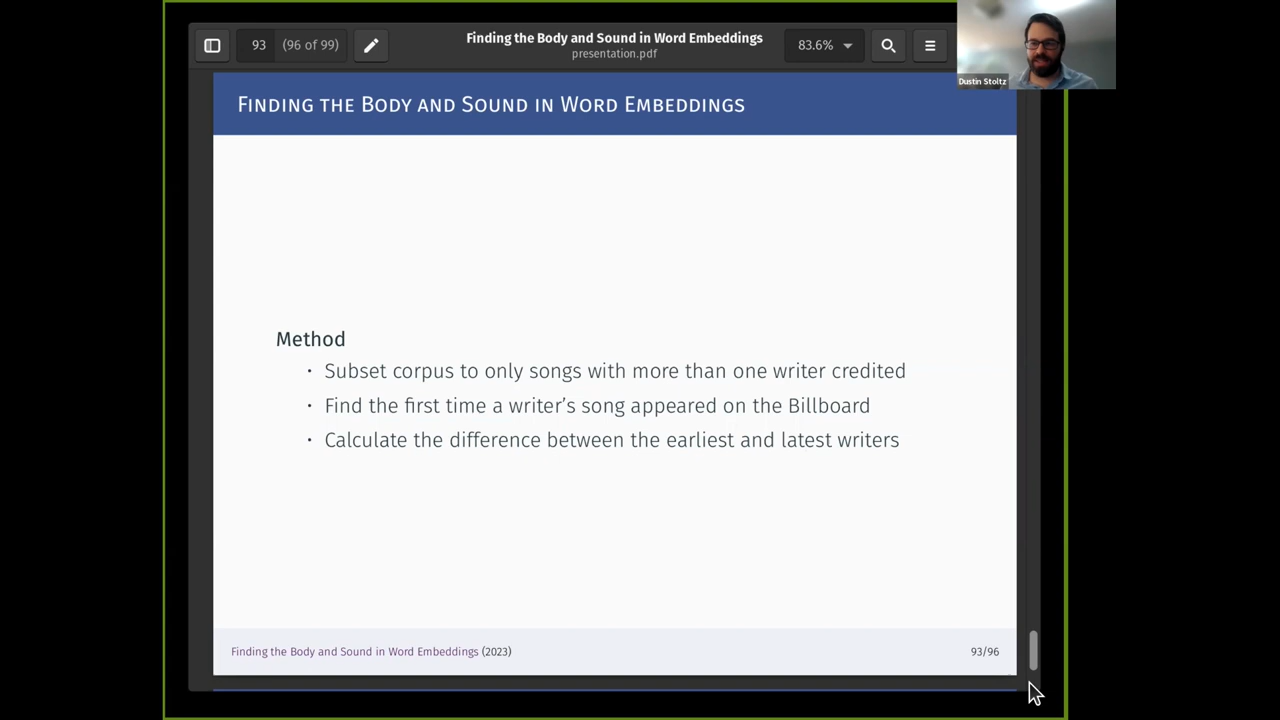 93 (96 of 99)
Finding the Body and Sound in Word Embeddings
presentation.pdf
83.6%
Dustin Stoltz
Finding the Body and Sound in Word Embeddings
Method
· Subset corpus to only songs with more than one writer credited
· Find the first time a writer’s song appeared on the Billboard
· Calculate the difference between the earliest and latest writers
Finding the Body and Sound in Word Embeddings (2023)
93/96